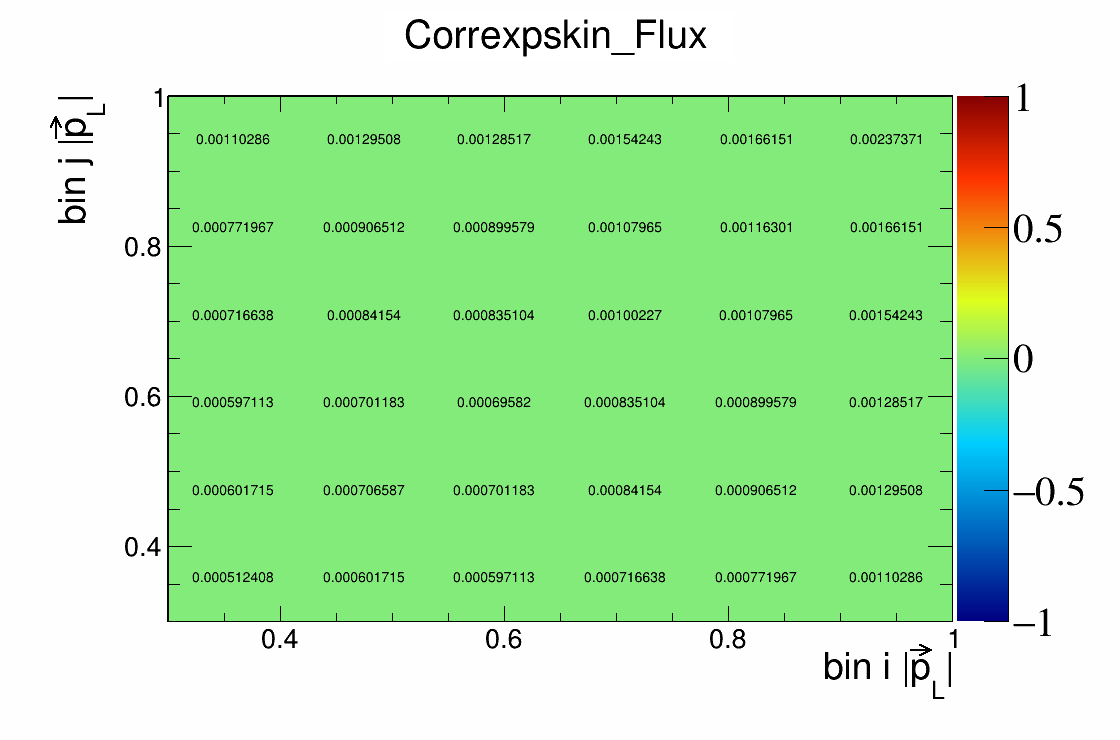 Correxpskin_Flux
bin j |p⃗_L|
1
0.8
0.6
0.4
0.00110286 0.00129508 0.00128517 0.00154243 0.00166151 0.00237371
0.000771967 0.000906512 0.000899579 0.00107965 0.00116301 0.00166151
0.000716638 0.00084154 0.000835104 0.00100227 0.00107965 0.00154243
0.000597113 0.000701183 0.00069582 0.000835104 0.000899579 0.00128517
0.000601715 0.000706587 0.000701183 0.00084154 0.000906512 0.00129508
0.000512408 0.000601715 0.000597113 0.000716638 0.000771967 0.00110286
0.4 0.6 0.8 1
bin i |p⃗_L|
1
0.5
0
−0.5
−1